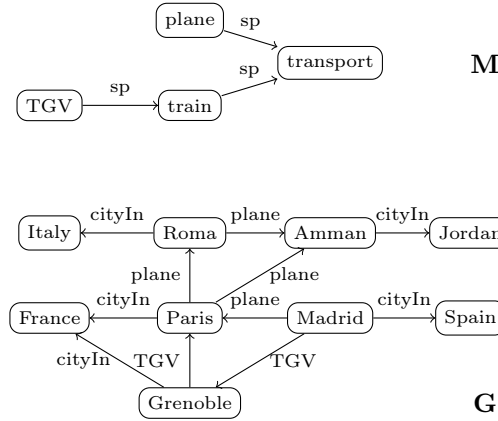 plane
sp
transport
M
sp
sp
TGV
train
cityIn
plane
cityIn
Italy
Roma
Amman
Jordan
plane
plane
cityIn
plane
cityIn
France
Paris
Madrid
Spain
cityIn
TGV
TGV
Grenoble
G